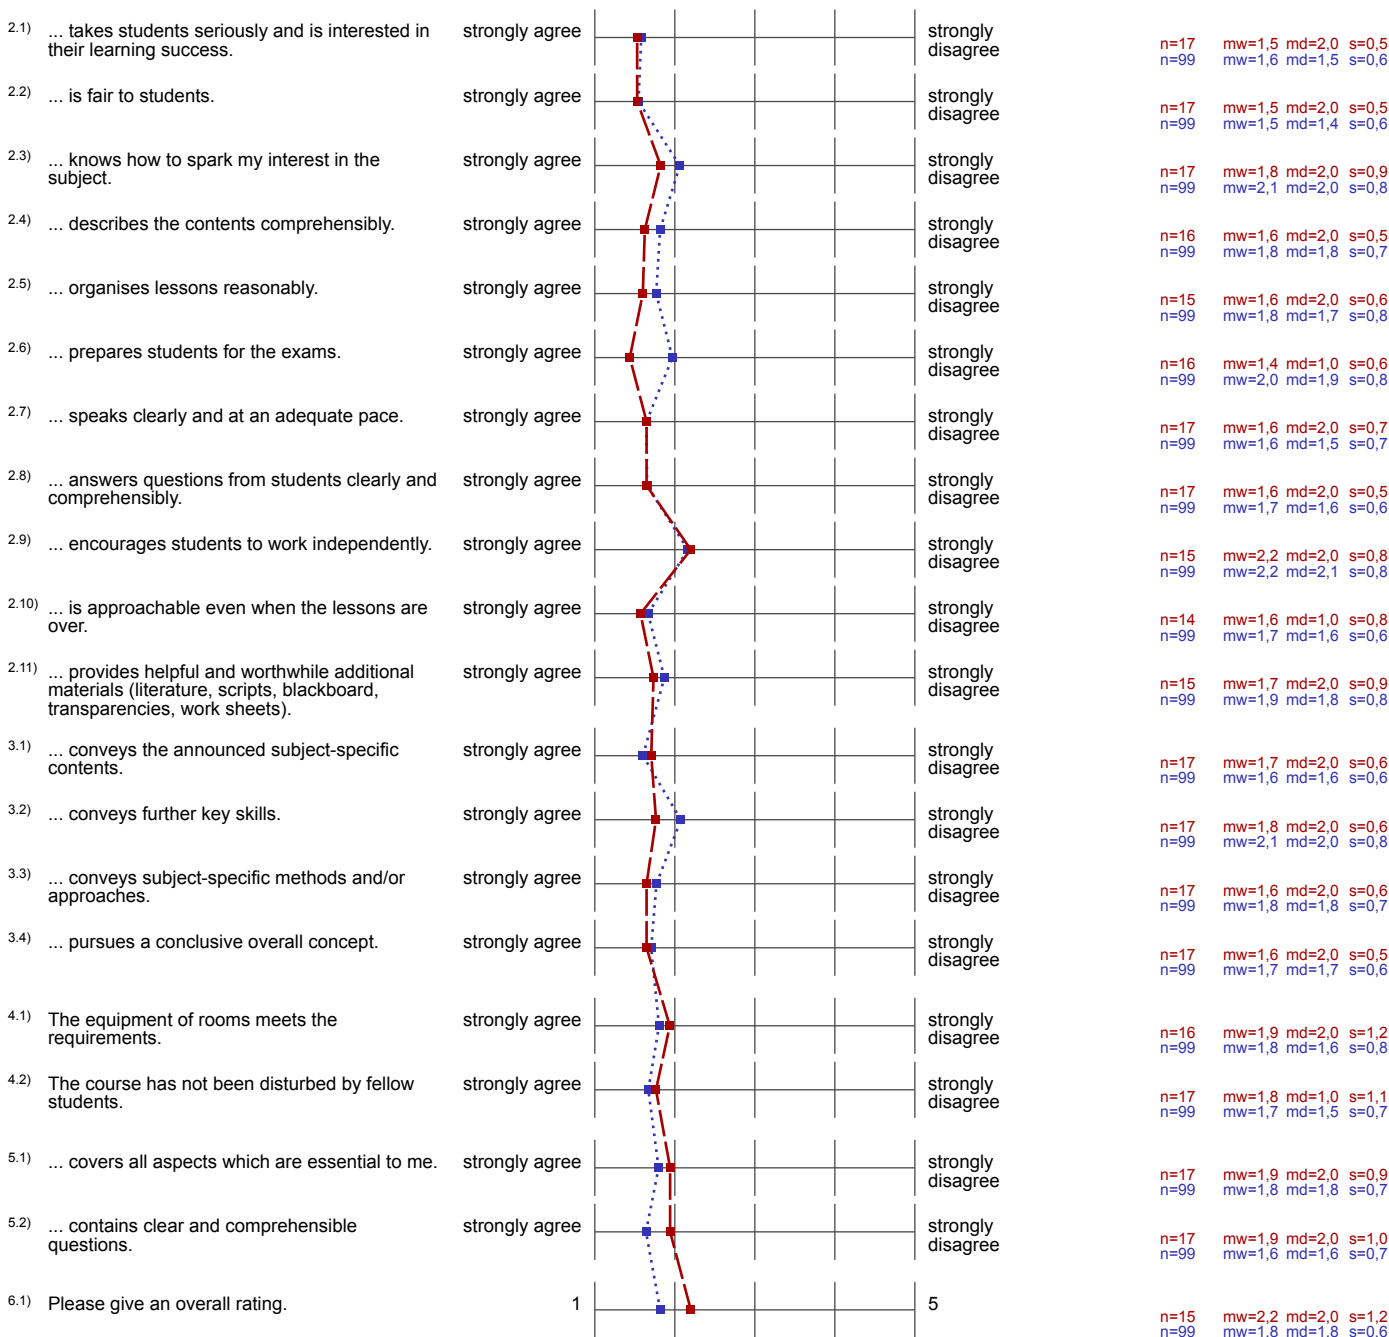 2.1) ... takes students seriously and is interested in their learning success. strongly agree strongly disagree n=17 mw=1,5 md=2,0 s=0,5
n=99 mw=1,6 md=1,5 s=0,6
2.2) ... is fair to students. strongly agree strongly disagree n=17 mw=1,5 md=2,0 s=0,5
n=99 mw=1,5 md=1,4 s=0,6
2.3) ... knows how to spark my interest in the subject. strongly agree strongly disagree n=17 mw=1,8 md=2,0 s=0,9
n=99 mw=2,1 md=2,0 s=0,8
2.4) ... describes the contents comprehensibly. strongly agree strongly disagree n=16 mw=1,6 md=2,0 s=0,5
n=99 mw=1,8 md=1,8 s=0,7
2.5) ... organises lessons reasonably. strongly agree strongly disagree n=15 mw=1,6 md=2,0 s=0,6
n=99 mw=1,8 md=1,7 s=0,8
2.6) ... prepares students for the exams. strongly agree strongly disagree n=16 mw=1,4 md=1,0 s=0,6
n=99 mw=2,0 md=1,9 s=0,8
2.7) ... speaks clearly and at an adequate pace. strongly agree strongly disagree n=17 mw=1,6 md=2,0 s=0,7
n=99 mw=1,6 md=1,5 s=0,7
2.8) ... answers questions from students clearly and comprehensibly. strongly agree strongly disagree n=17 mw=1,6 md=2,0 s=0,5
n=99 mw=1,7 md=1,6 s=0,6
2.9) ... encourages students to work independently. strongly agree strongly disagree n=15 mw=2,2 md=2,0 s=0,8
n=99 mw=2,2 md=2,1 s=0,8
2.10) ... is approachable even when the lessons are over. strongly agree strongly disagree n=14 mw=1,6 md=1,0 s=0,8
n=99 mw=1,7 md=1,6 s=0,6
2.11) ... provides helpful and worthwhile additional materials (literature, scripts, blackboard, transparencies, work sheets). strongly agree strongly disagree n=15 mw=1,7 md=2,0 s=0,9
n=99 mw=1,9 md=1,8 s=0,8
3.1) ... conveys the announced subject-specific contents. strongly agree strongly disagree n=17 mw=1,7 md=2,0 s=0,6
n=99 mw=1,6 md=1,6 s=0,6
3.2) ... conveys further key skills. strongly agree strongly disagree n=17 mw=1,8 md=2,0 s=0,6
n=99 mw=2,1 md=2,0 s=0,8
3.3) ... conveys subject-specific methods and/or approaches. strongly agree strongly disagree n=17 mw=1,6 md=2,0 s=0,6
n=99 mw=1,8 md=1,8 s=0,7
3.4) ... pursues a conclusive overall concept. strongly agree strongly disagree n=17 mw=1,6 md=2,0 s=0,5
n=99 mw=1,7 md=1,7 s=0,6
4.1) The equipment of rooms meets the requirements. strongly agree strongly disagree n=16 mw=1,9 md=2,0 s=1,2
n=99 mw=1,8 md=1,6 s=0,8
4.2) The course has not been disturbed by fellow students. strongly agree strongly disagree n=17 mw=1,8 md=1,0 s=1,1
n=99 mw=1,7 md=1,5 s=0,7
5.1) ... covers all aspects which are essential to me. strongly agree strongly disagree n=17 mw=1,9 md=2,0 s=0,9
n=99 mw=1,8 md=1,8 s=0,7
5.2) ... contains clear and comprehensible questions. strongly agree strongly disagree n=17 mw=1,9 md=2,0 s=1,0
n=99 mw=1,6 md=1,6 s=0,7
6.1) Please give an overall rating. 1 5 n=15 mw=2,2 md=2,0 s=1,2
n=99 mw=1,8 md=1,8 s=0,6